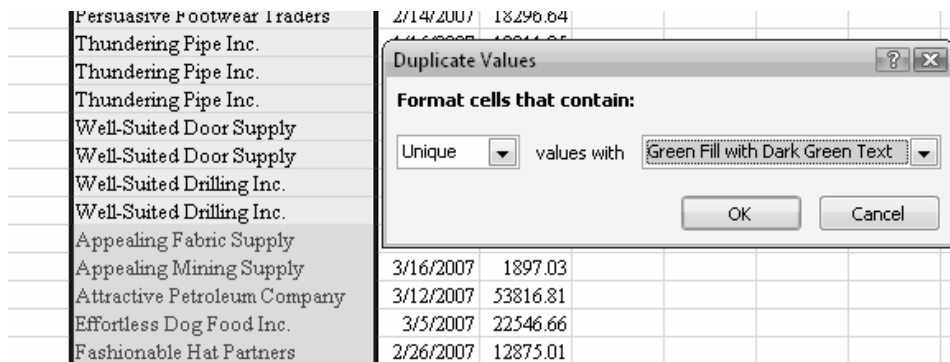 Persuasive Footwear Traders 2/14/2007 18296.64
Thundering Pipe Inc.
Thundering Pipe Inc.
Thundering Pipe Inc.
Well-Suited Door Supply
Well-Suited Door Supply
Well-Suited Drilling Inc.
Well-Suited Drilling Inc.
Appealing Fabric Supply
Appealing Mining Supply 3/16/2007 1897.03
Attractive Petroleum Company 3/12/2007 53816.81
Effortless Dog Food Inc. 3/5/2007 22546.66
Fashionable Hat Partners 2/26/2007 12875.01
Duplicate Values
Format cells that contain:
Unique values with Green Fill with Dark Green Text
OK Cancel